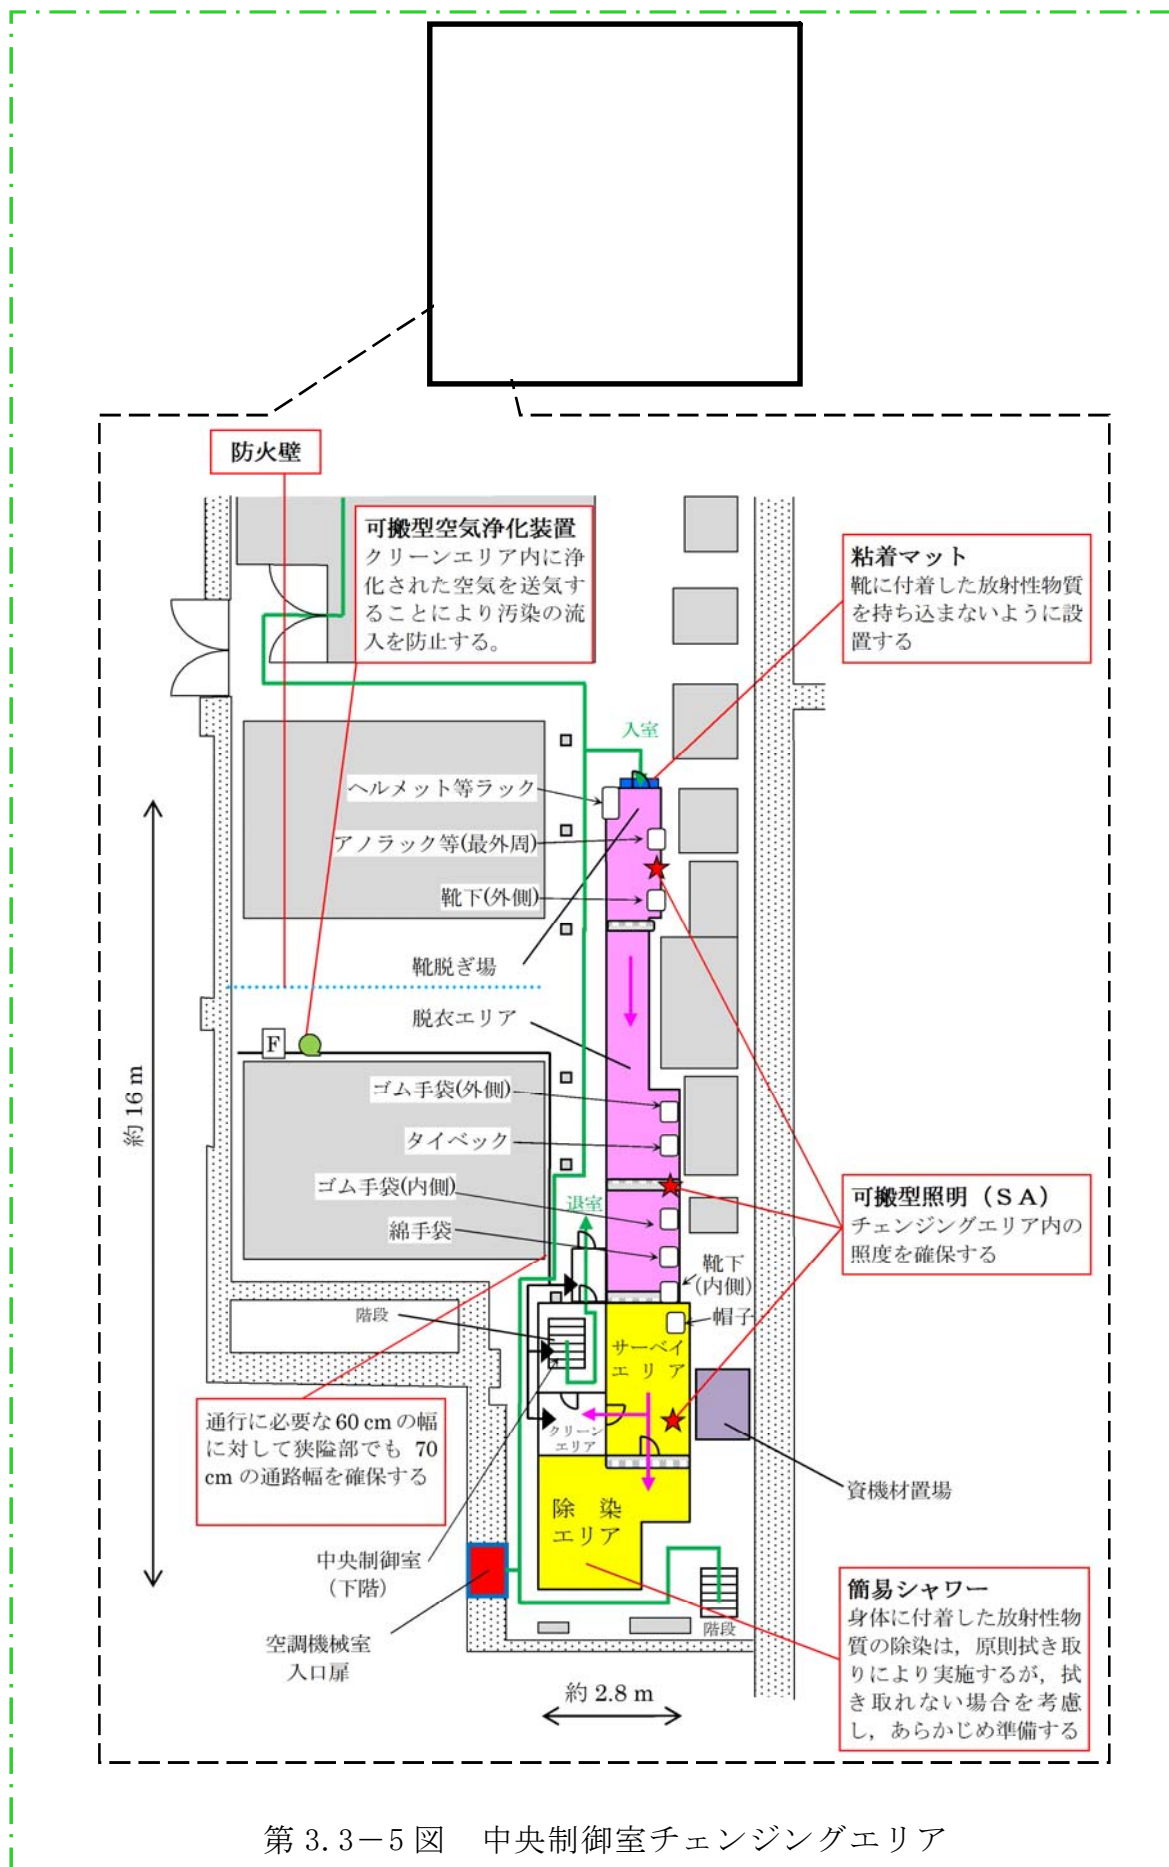 防火壁
可搬型空気浄化装置
クリーンエリア内に浄
化された空気を送気す
ることにより汚染の流
入を防止する。
粘着マット
靴に付着した放射性物質
を持ち込まないように設
置する
入室
ヘルメット等ラック
アノラック等(最外周)
靴下(外側)
靴脱ぎ場
脱衣エリア
F
約 16 m
ゴム手袋(外側)
タイベック
ゴム手袋(内側)
退室
綿手袋
靴下
(内側)
可搬型照明（ＳＡ）
チェンジングエリア内の
照度を確保する
階段
帽子
サーベイ
エ リ ア
通行に必要な 60 cm の幅
に対して狭隘部でも 70
cm の通路幅を確保する
クリーン
エリア
資機材置場
除 染
エリア
中央制御室
（下階）
空調機械室
入口扉
階段
簡易シャワー
身体に付着した放射性物
質の除染は，原則拭き取
りにより実施するが，拭
き取れない場合を考慮
し，あらかじめ準備する
約 2.8 m
第 3.3－5 図　中央制御室チェンジングエリア